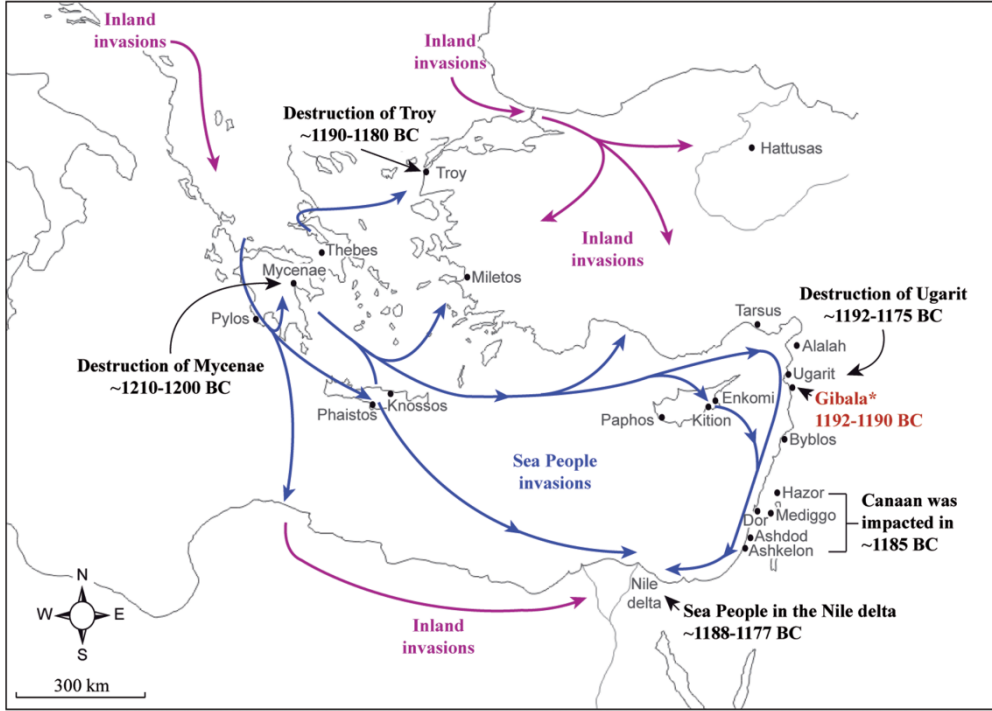 Inland
invasions
Inland
invasions
Destruction of Troy
~1190-1180 BC
Troy
Hattusas
Inland
invasions
Thebes
Mycenae
Miletos
Pylos
Destruction of Mycenae
~1210-1200 BC
Tarsus
Destruction of Ugarit
~1192-1175 BC
Alalah
Ugarit
Gibala*
1192-1190 BC
Knossos
Phaistos
Enkomi
Paphos
Kition
Byblos
Sea People
invasions
Hazor
Mediggo
Dor
Ashdod
Ashkelon
Canaan was
impacted in
~1185 BC
Nile
delta
Sea People in the Nile delta
~1188-1177 BC
Inland
invasions
N
W
E
S
300 km